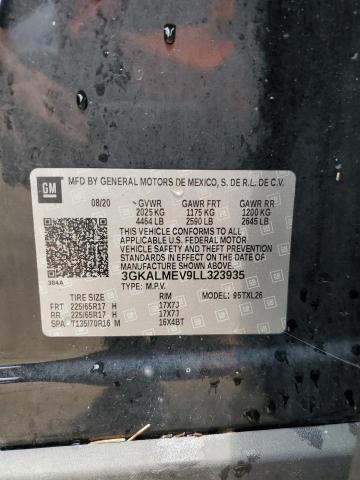 GM
MFD BY GENERAL MOTORS DE MEXICO, S. DE R.L. DE C.V.
08/20 GVWR GAWR FRT GAWR RR
2025 KG 1175 KG 1200 KG
4464 LB 2590 LB 2645 LB
THIS VEHICLE CONFORMS TO ALL
APPLICABLE U.S. FEDERAL MOTOR
VEHICLE SAFETY, BUMPER, AND THEFT
PREVENTION STANDARDS IN EFFECT ON
THE DATE OF MANUFACTURE SHOWN ABOVE.
3GKALMEV9LL323935
384A TYPE: M.P.V.
TIRE SIZE RIM MODEL: 95TXL26
FRT 225/65R17 H 17X7J
RR 225/65R17 H 17X7J
SPA T135/70R16 M 16X4BT